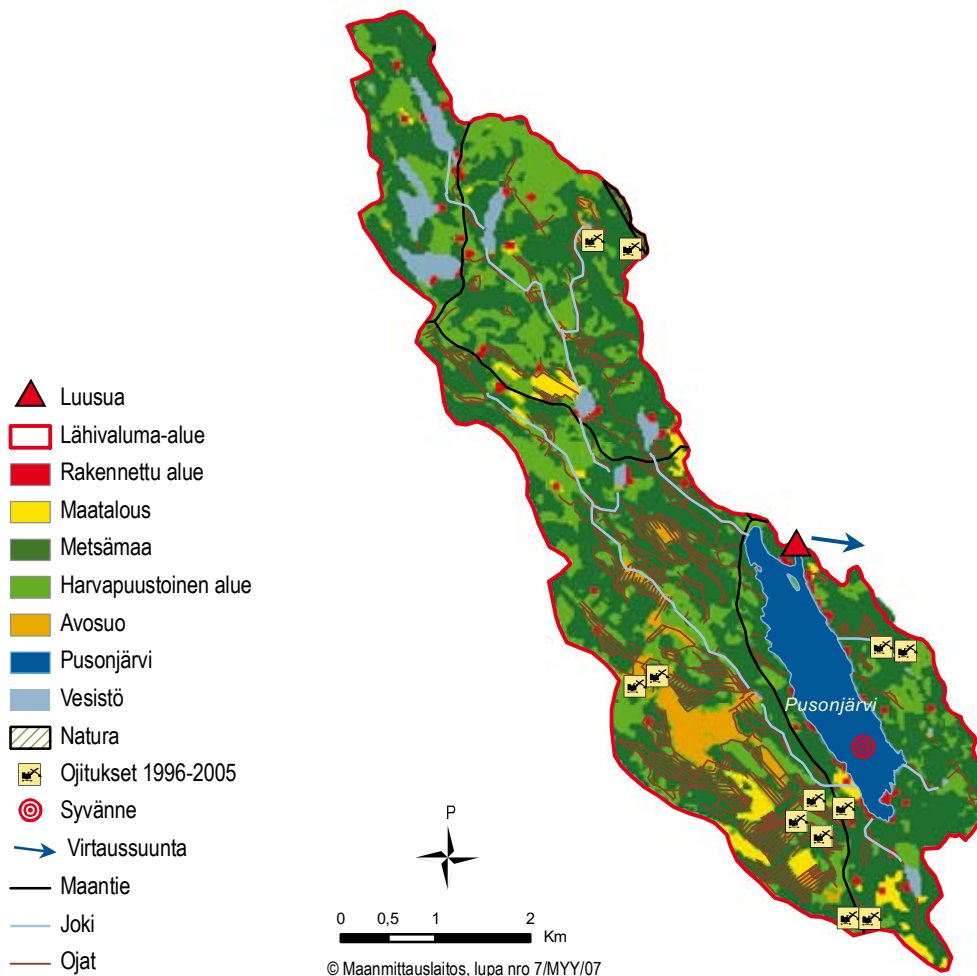 Luusua
Lähivaluma-alue
Rakennettu alue
Maatalous
Metsämaa
Harvapuustoinen alue
Avosuo
Pusonjärvi
Vesistö
Natura
Ojitukset 1996-2005
Syvänne
Virtaussuunta
Maantie
Joki
Ojat
Pusonjärvi
P
0 0,5 1 2
Km
© Maanmittauslaitos, lupa nro 7/MYY/07